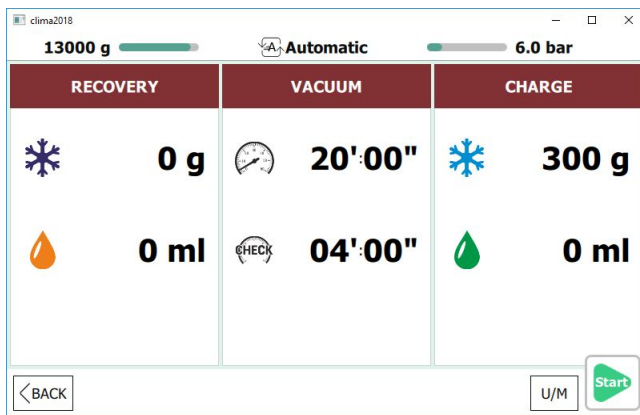 clima2018
13000 g A Automatic 6.0 bar
RECOVERY VACUUM CHARGE
0 g 20':00" 300 g
0 ml CHECK 04':00" 0 ml
BACK U/M Start